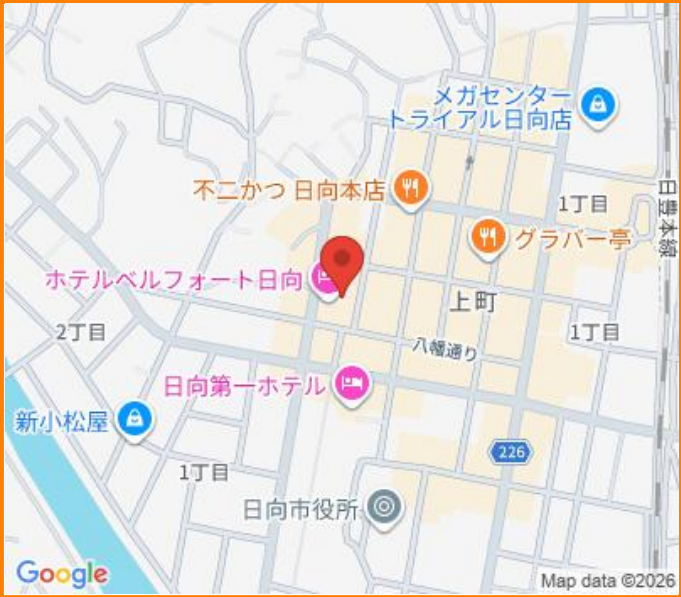 メガセンター
トライアル日向店
不二かつ 日向本店
1丁目
日豊本線
グラバー亭
ホテルベルフォート日向
上町
2丁目
1丁目
八幡通り
日向第一ホテル
新小松屋
226
1丁目
日向市役所
Google
Map data ©2026